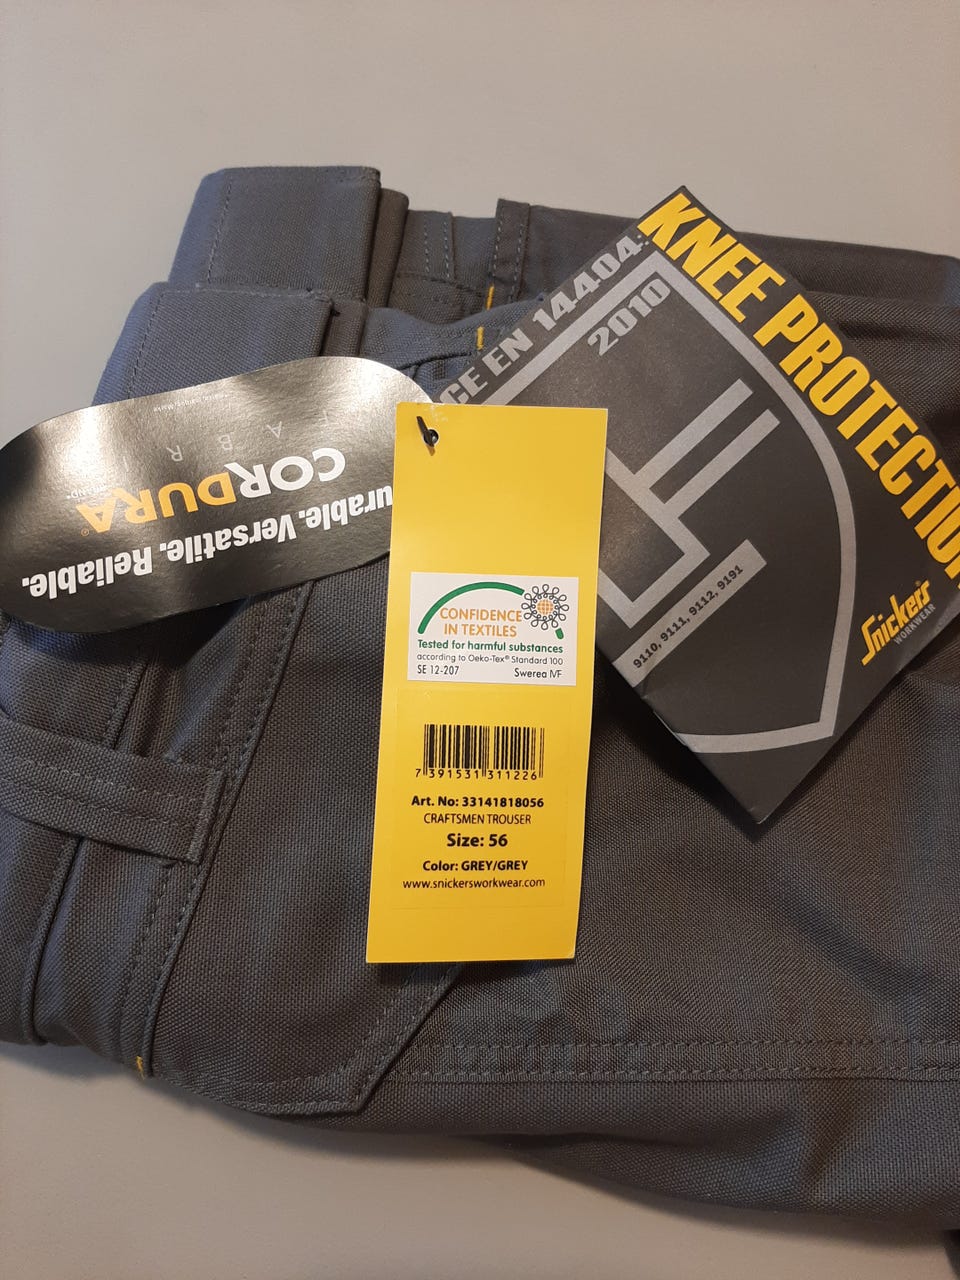 KNEE PROTECTION
CE EN 14404:
2010
9110, 9111, 9112, 9191
Snickers®
WORKWEAR
FABRI
CORDURA®
BRAND
urable. Versatile. Reliable.
CONFIDENCE
IN TEXTILES
Tested for harmful substances
according to Oeko-Tex® Standard 100
SE 12-207 Swerea IVF
7 391531 311226
Art. No: 33141818056
CRAFTSMEN TROUSER
Size: 56
Color: GREY/GREY
www.snickersworkwear.com